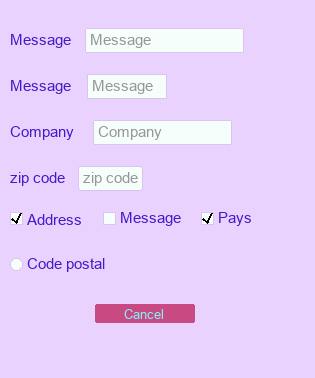 Message Message
Message Message
Company Company
zip code zip code
Address Message Pays
Code postal
Cancel